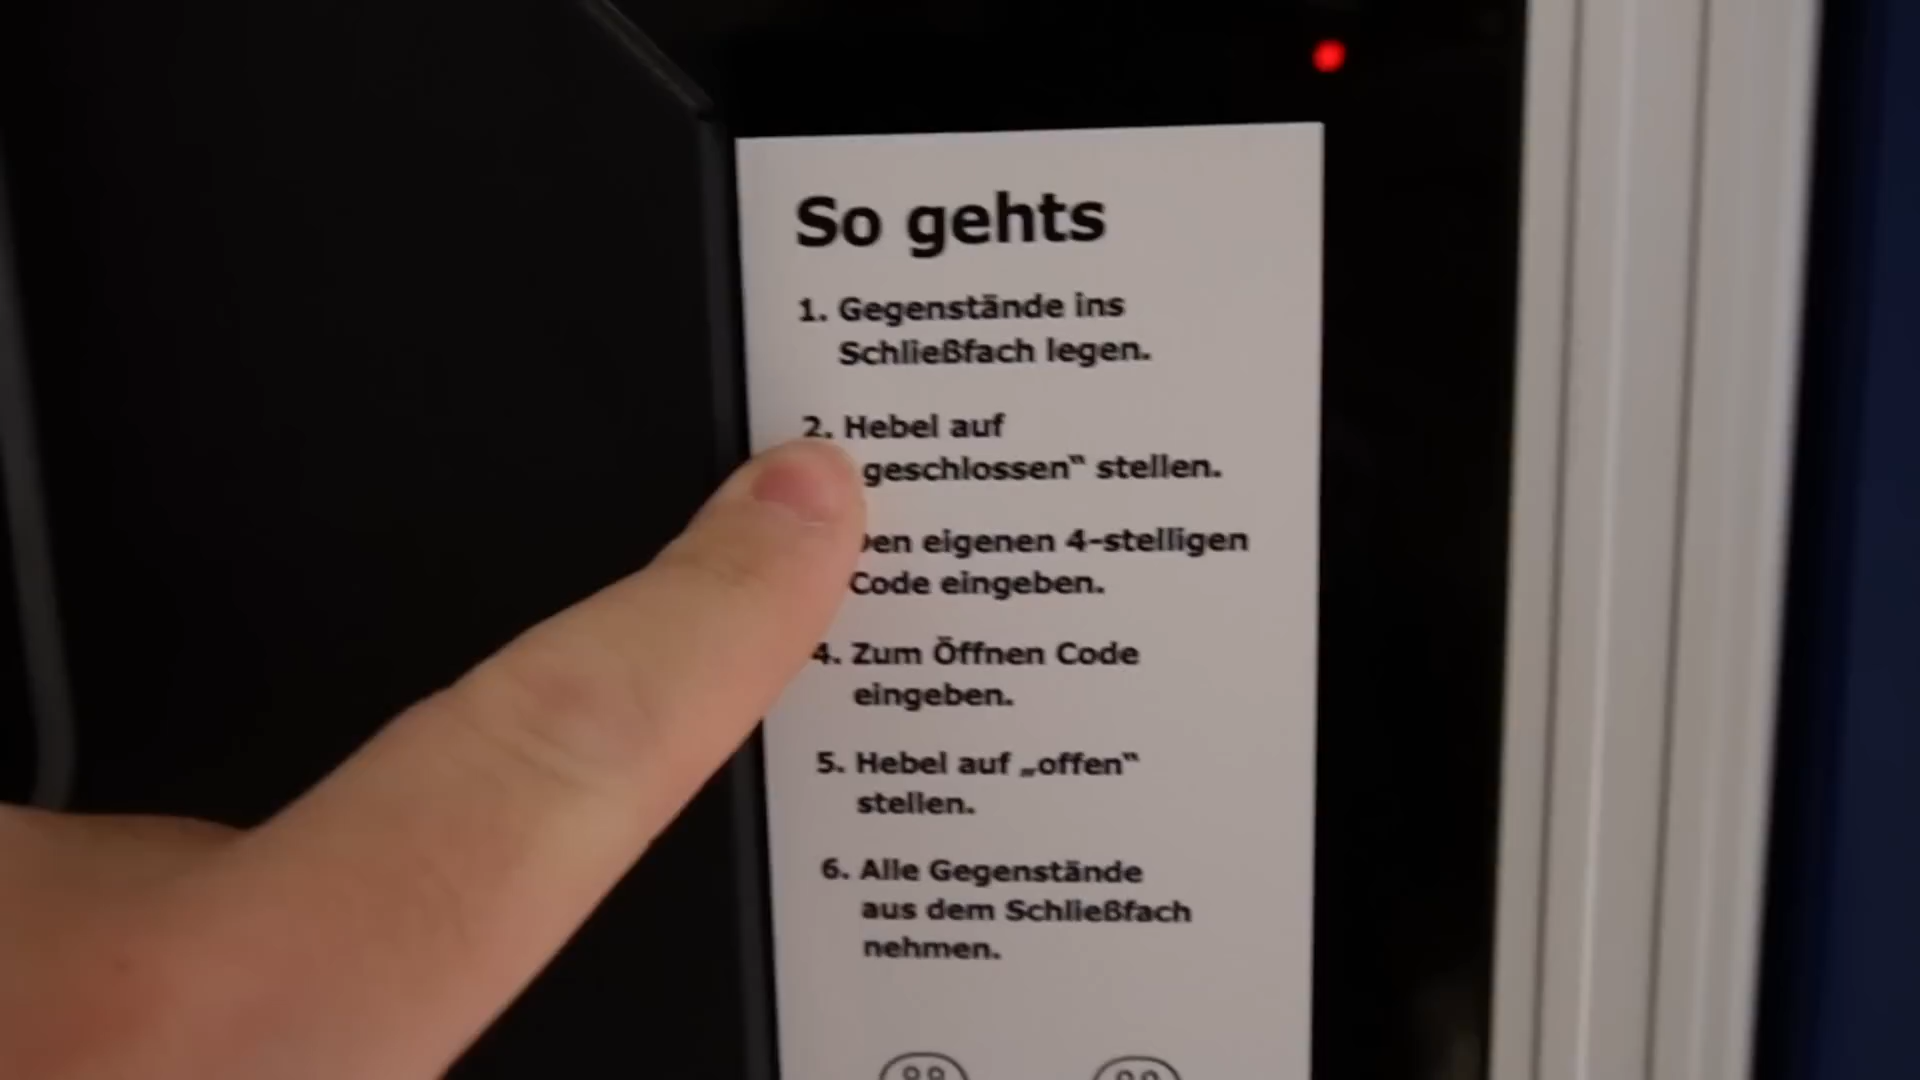 So gehts
1. Gegenstände ins
Schließfach legen.
2. Hebel auf
geschlossen“ stellen.
en eigenen 4-stelligen
Code eingeben.
4. Zum Öffnen Code
eingeben.
5. Hebel auf „offen“
stellen.
6. Alle Gegenstände
aus dem Schließfach
nehmen.